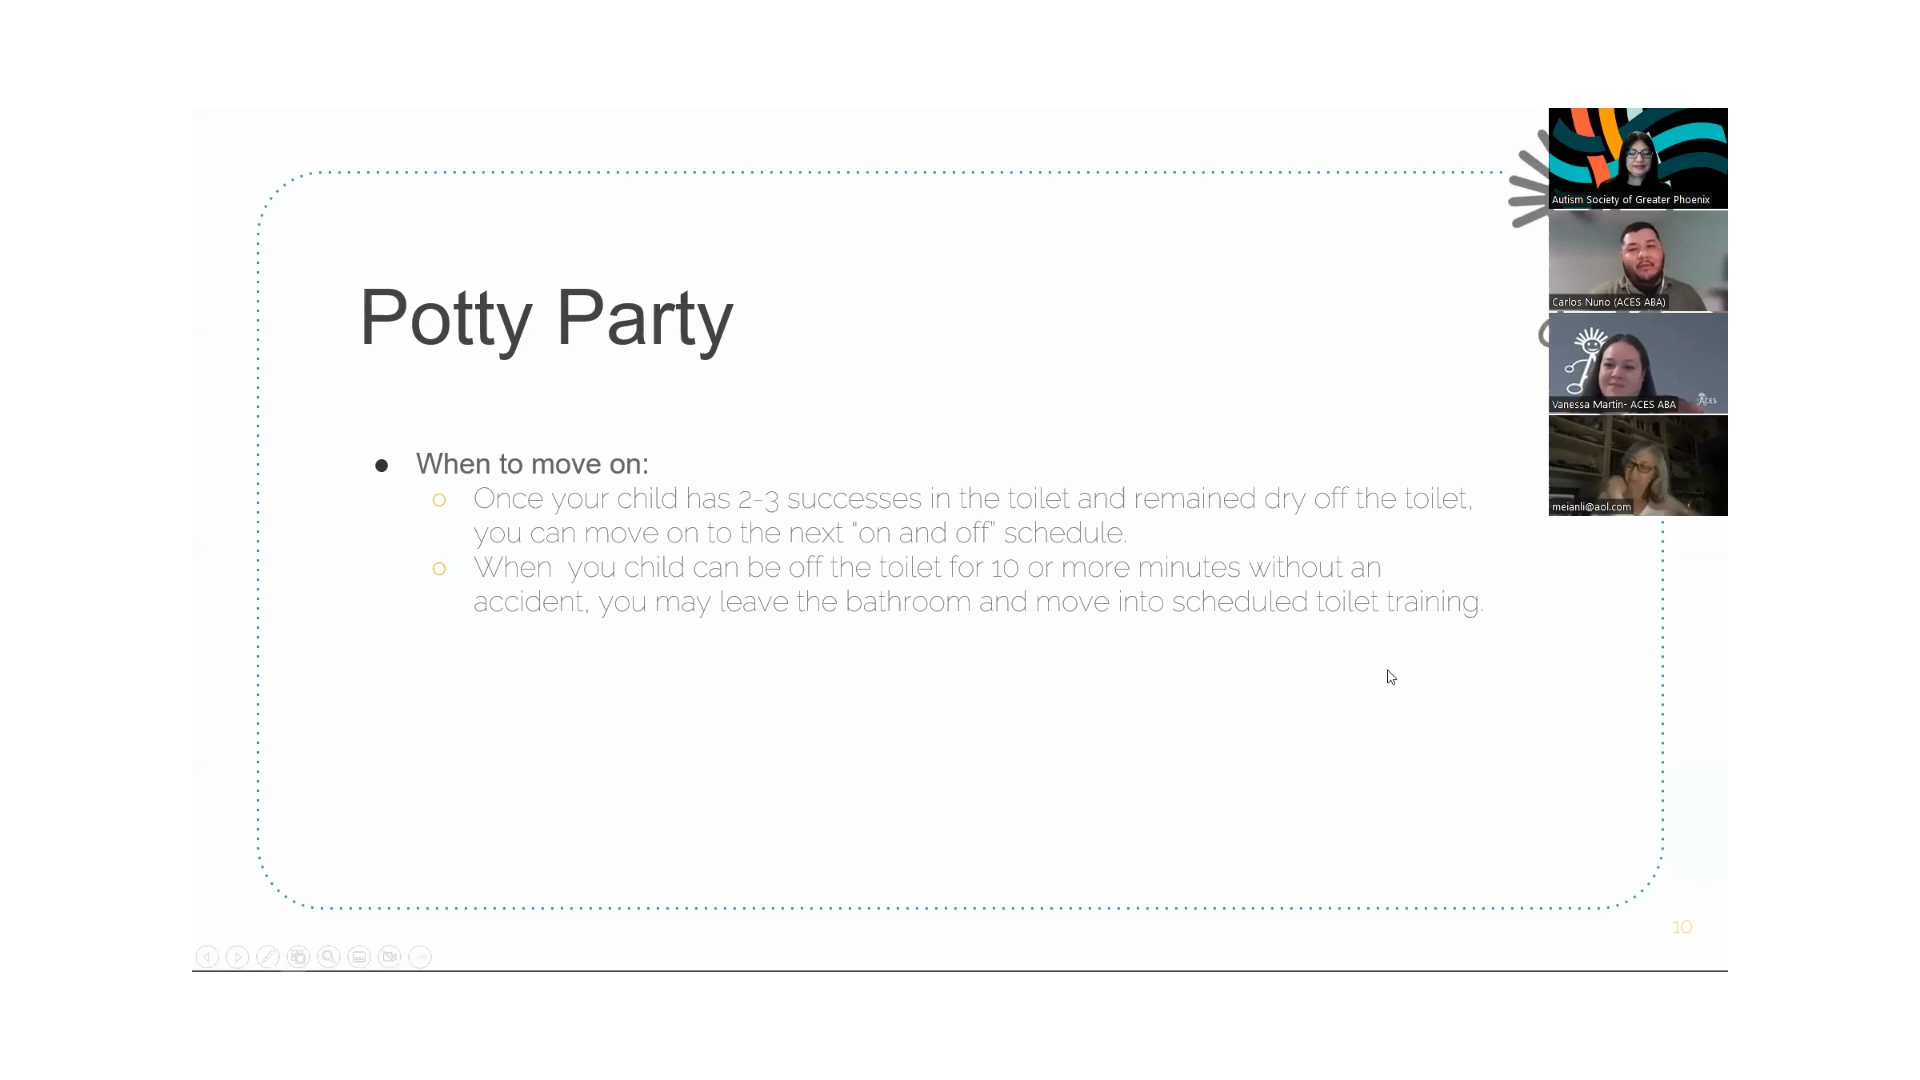 Potty Party
● When to move on:
○ Once your child has 2-3 successes in the toilet and remained dry off the toilet,
you can move on to the next “on and off” schedule.
○ When  you child can be off the toilet for 10 or more minutes without an
accident, you may leave the bathroom and move into scheduled toilet training.
10
Autism Society of Greater Phoenix
Carlos Nuno (ACES ABA)
ACES
Vanessa Martin- ACES ABA
meianli@aol.com